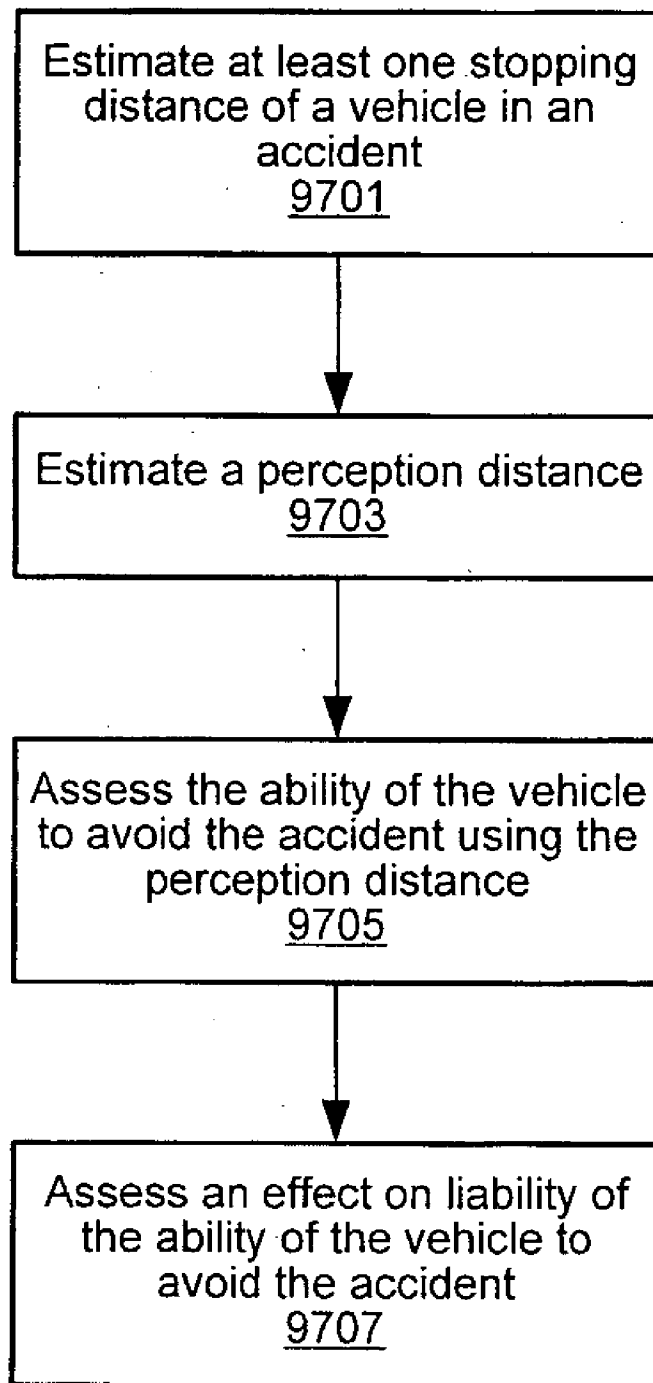 Estimate at least one stopping
distance of a vehicle in an
accident
9701
Estimate a perception distance
9703
Assess the ability of the vehicle
to avoid the accident using the
perception distance
9705
Assess an effect on liability of
the ability of the vehicle to
avoid the accident
9707